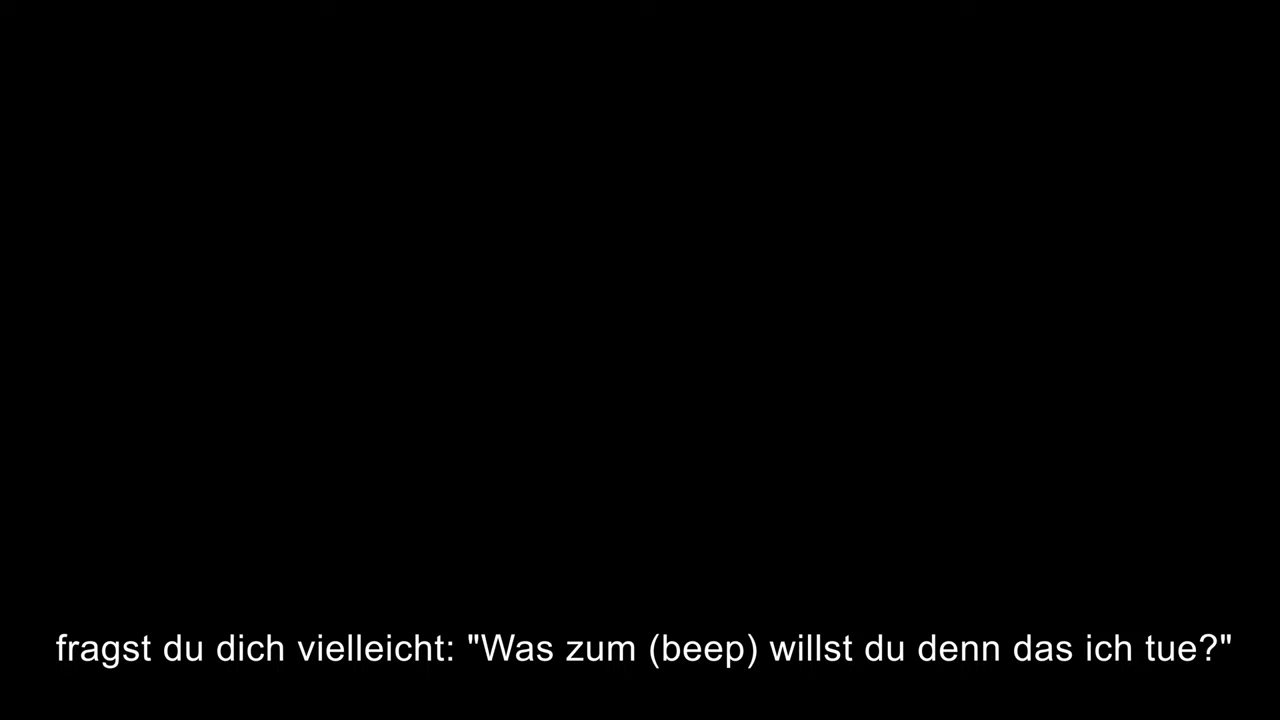 fragst du dich vielleicht: "Was zum (beep) willst du denn das ich tue?"